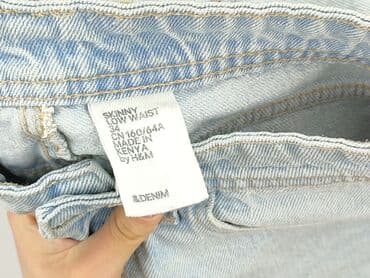 SKINNY
LOW WAIST
34
CN 160/64A
MADE IN
KENYA
by H&M
&DENIM